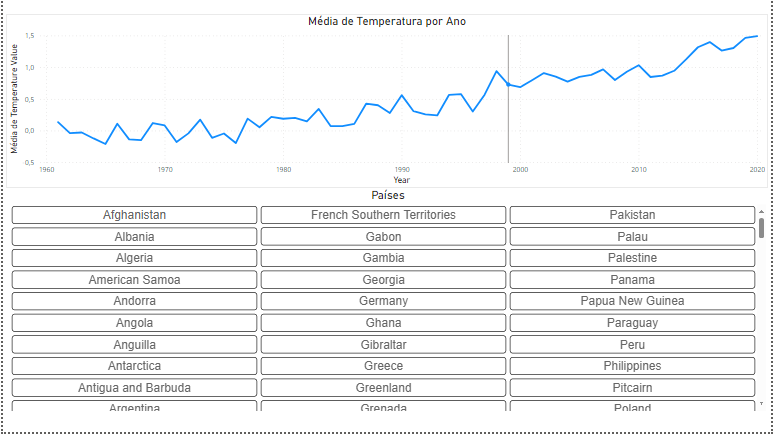 Média de Temperatura por Ano
Média de Temperature Value
1,5
1,0
0,5
0,0
0,5
1960 1970 1980 1990 2000 2010 2020
Year
Países
Afghanistan French Southern Territories Pakistan
Albania Gabon Palau
Algeria Gambia Palestine
American Samoa Georgia Panama
Andorra Germany Papua New Guinea
Angola Ghana Paraguay
Anguilla Gibraltar Peru
Antarctica Greece Philippines
Antigua and Barbuda Greenland Pitcairn
Argentina Grenada Poland